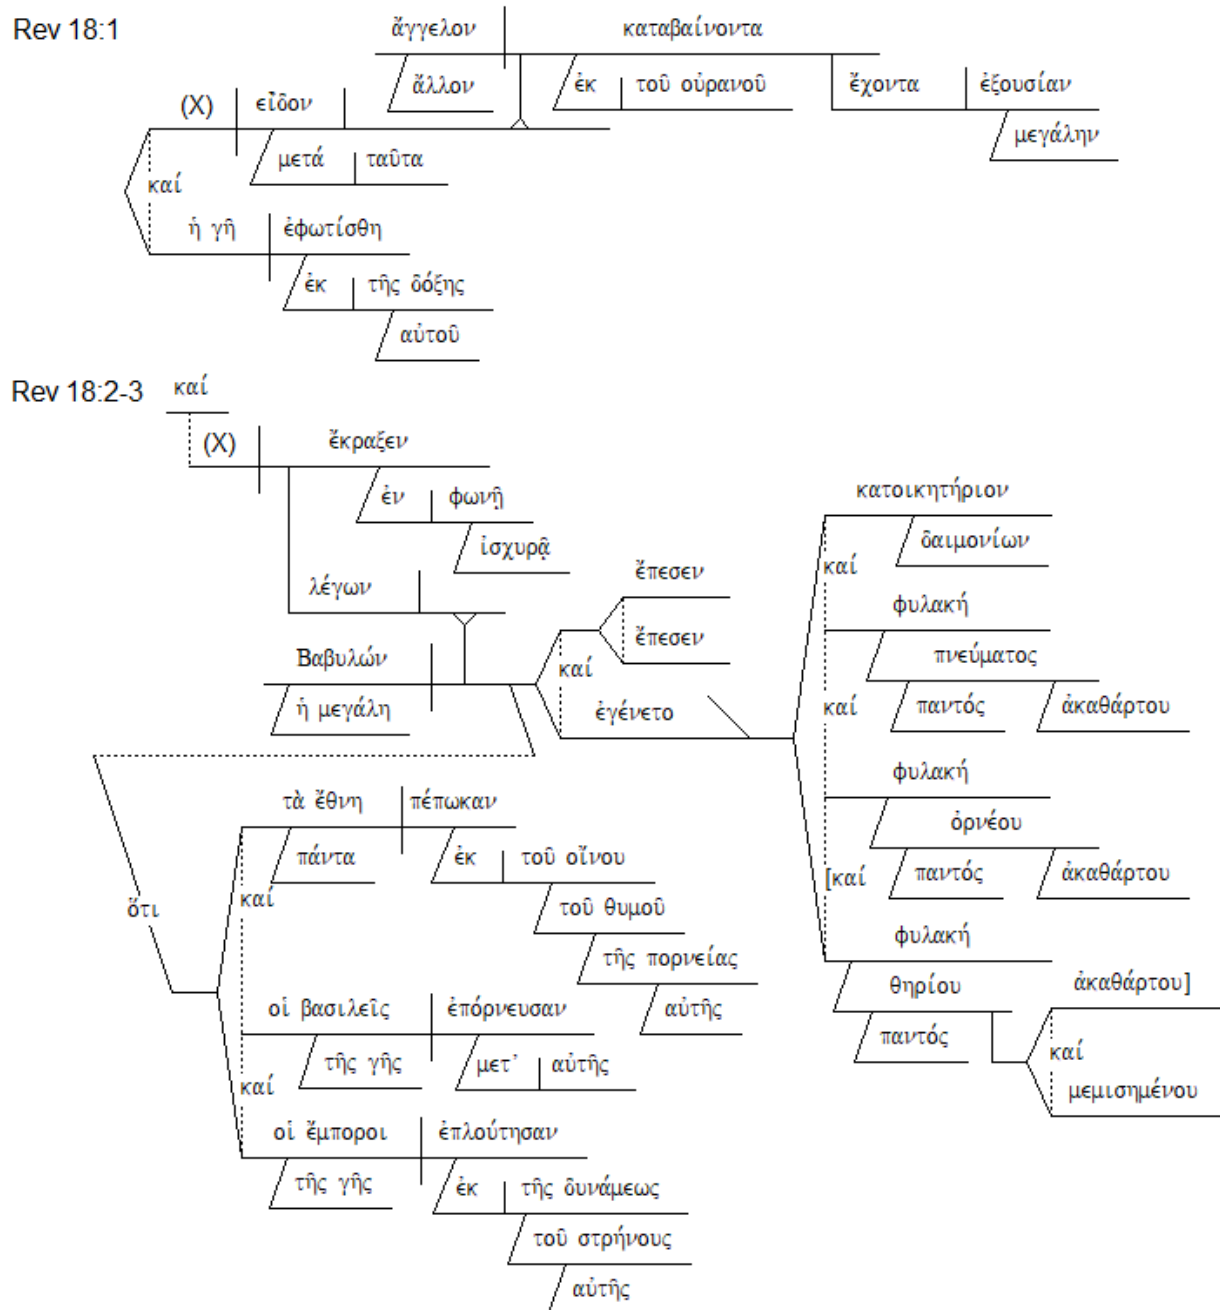 Rev 18:1
ἄγγελον καταβαίνοντα
ἄλλον ἐκ τοῦ οὐρανοῦ ἔχοντα ἐξουσίαν
(X) εἶδον μεγάλην
μετά ταῦτα
καί
ἡ γῆ ἐφωτίσθη
ἐκ τῆς δόξης
αὐτοῦ
Rev 18:2-3 καί
(X) ἔκραξεν
ἐν φωνῇ
ἰσχυρᾷ
λέγων
Βαβυλών
ἡ μεγάλη
ἔπεσεν
ἔπεσεν
καί
ἐγένετο
κατοικητήριον
δαιμονίων
καί
φυλακή
πνεύματος
καί παντός ἀκαθάρτου
φυλακή
ὀρνέου
[καί παντός ἀκαθάρτου
φυλακή
θηρίου ἀκαθάρτου]
παντός καί
μεμισημένου
ὅτι
τὰ ἔθνη πέπωκαν
πάντα ἐκ τοῦ οἴνου
καί τοῦ θυμοῦ
τῆς πορνείας
αὐτῆς
οἱ βασιλεῖς ἐπόρνευσαν
τῆς γῆς μετ’ αὐτῆς
καί
οἱ ἔμποροι ἐπλούτησαν
τῆς γῆς ἐκ τῆς δυνάμεως
τοῦ στρήνους
αὐτῆς